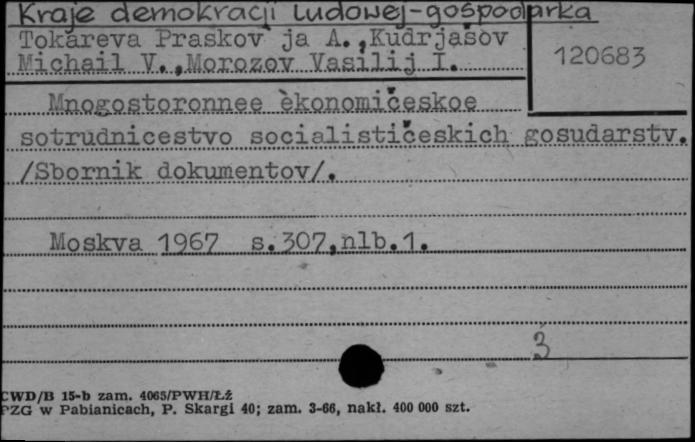 Kraje demokracji ludowej-gospodarka
Tokareva Praskov'ja A.,Kudrjašov
Michail V.,Morozov Vasilij I.
120683
Mnogostoronnee èkonomičeskoe
sotrudnicestvo socialističeskich gosudarstv.
/Sbornik dokumentov/.
Moskva 1967 s.307,nlb.1.
3
CWD/B 15-b zam. 4065/PWH/Łź
PZG w Pabianicach, P. Skargi 40; zam. 3-66, nakł. 400 000 szt.